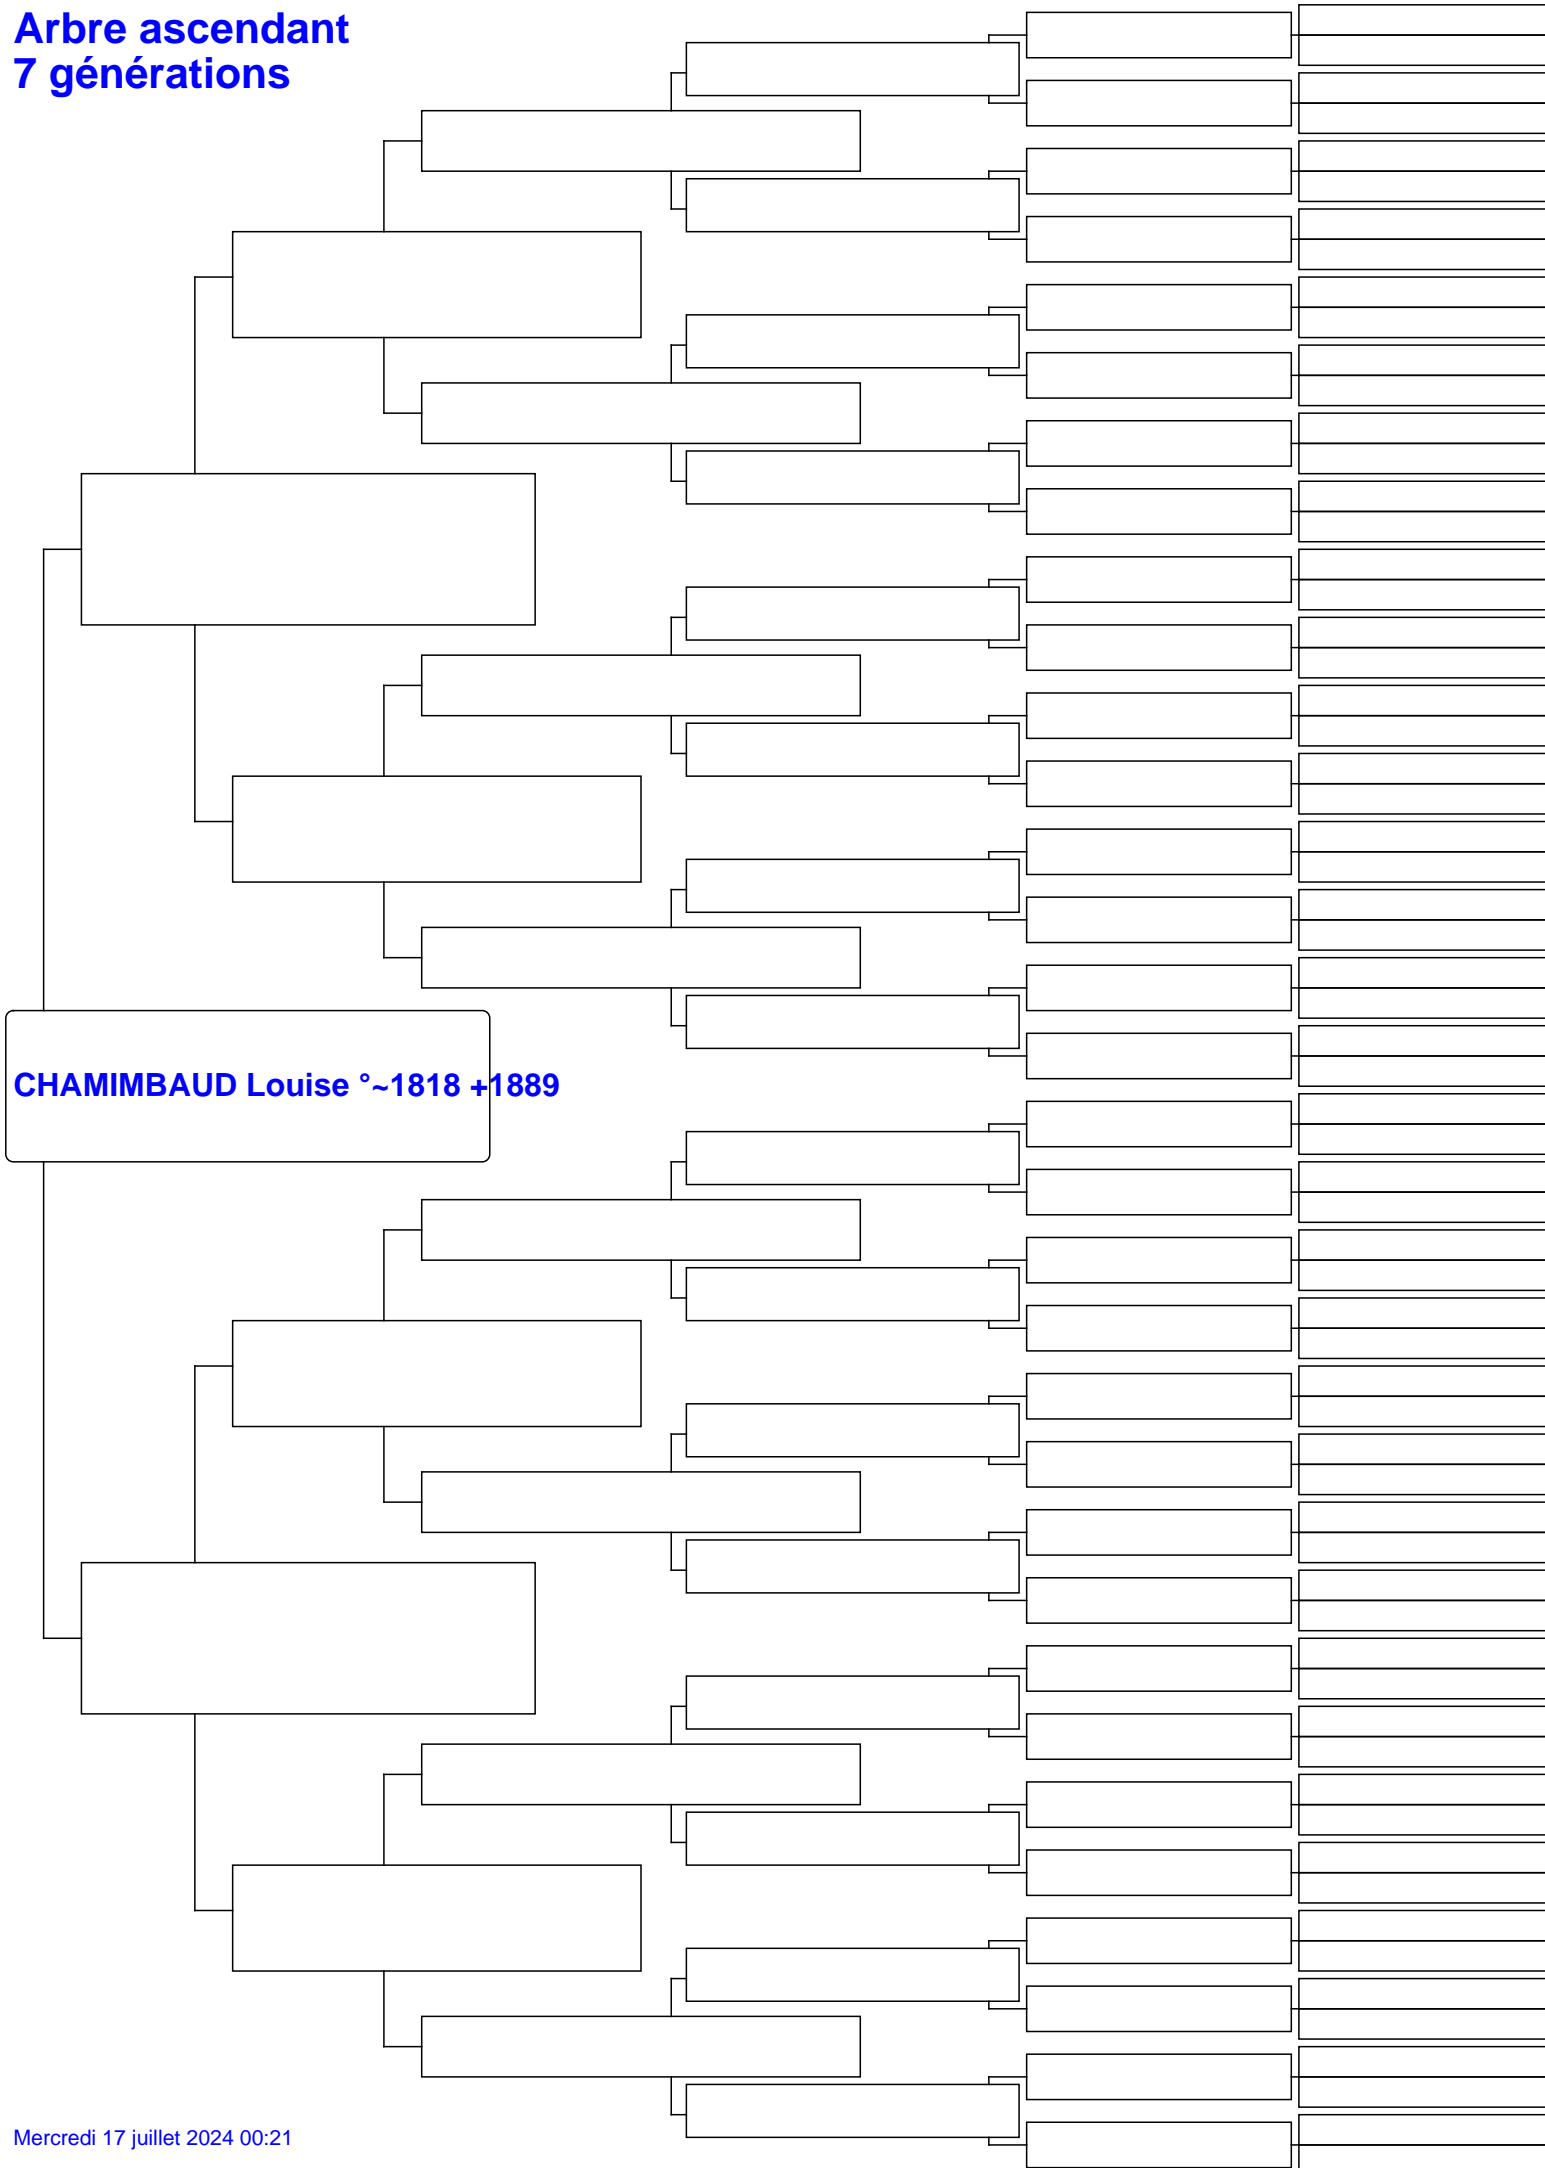 Arbre ascendant
7 générations
CHAMIMBAUD Louise °~1818 +1889
Mercredi 17 juillet 2024 00:21